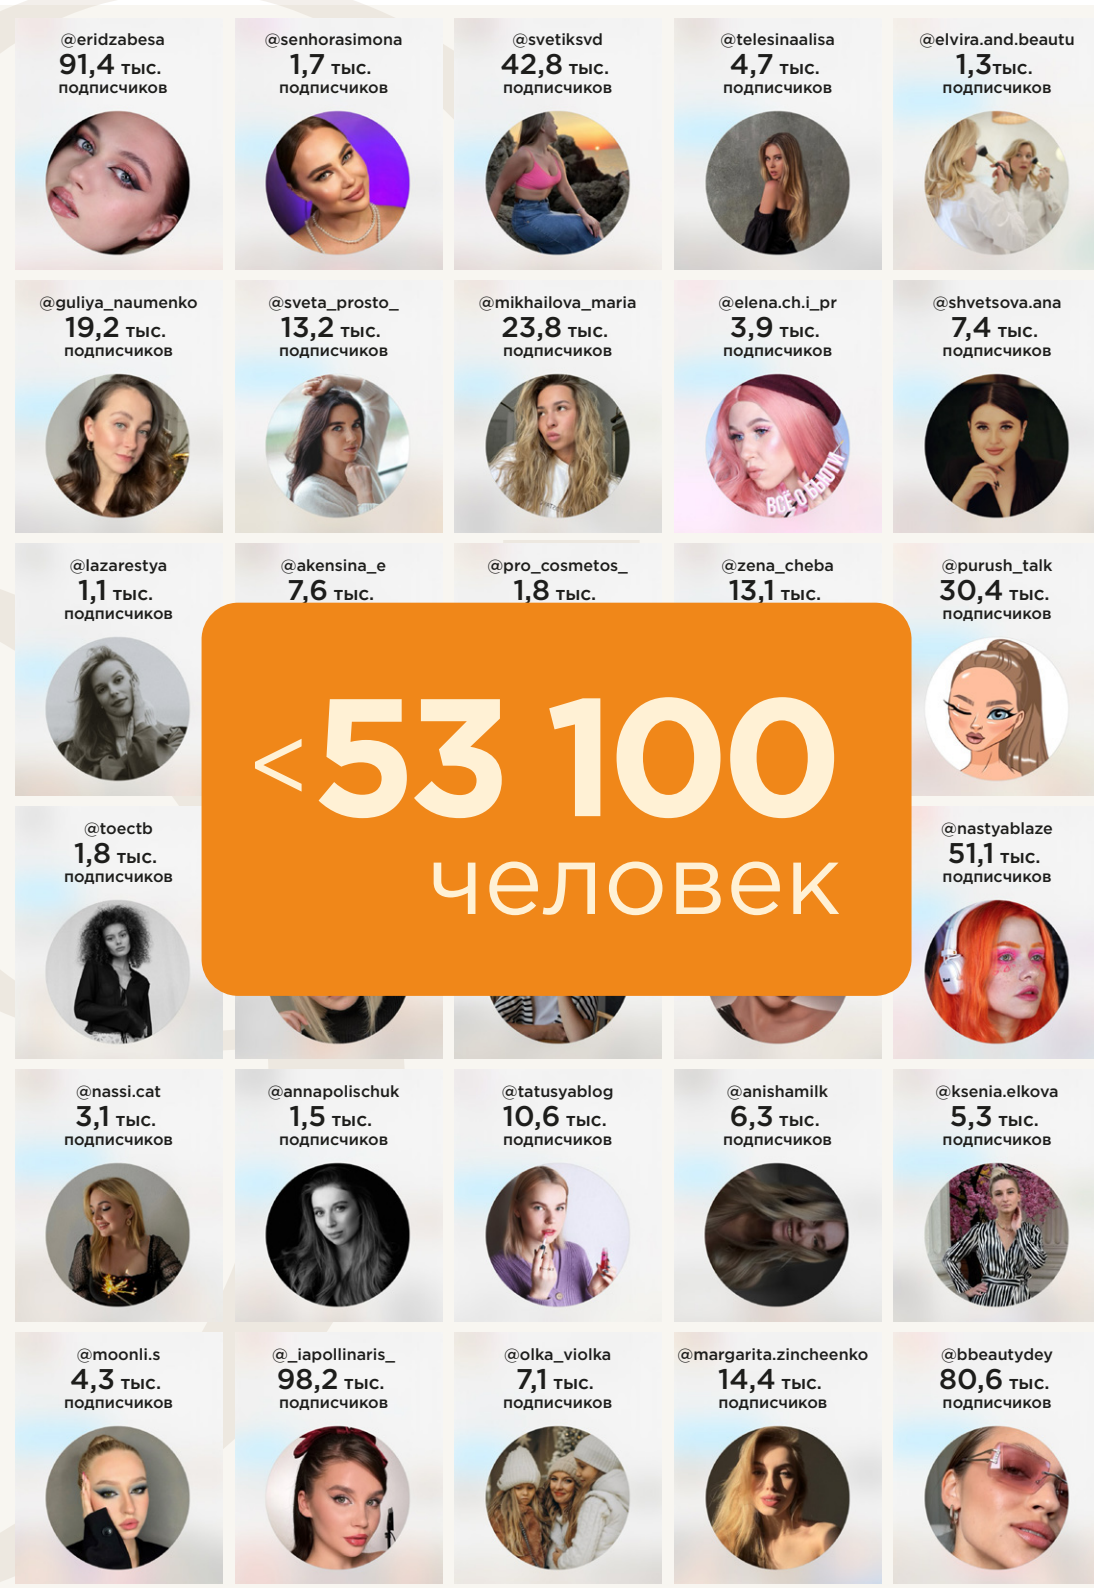 @eridzabesa
91,4 тыс.
подписчиков
@senhorasimona
1,7 тыс.
подписчиков
@svetiksvd
42,8 тыс.
подписчиков
@telesinaalisa
4,7 тыс.
подписчиков
@elvira.and.beautu
1,3тыс.
подписчиков
@guliya_naumenko
19,2 тыс.
подписчиков
@sveta_prosto_
13,2 тыс.
подписчиков
@mikhailova_maria
23,8 тыс.
подписчиков
@elena.ch.i_pr
3,9 тыс.
подписчиков
ВСЁ О БЬЮТИ
@shvetsova.ana
7,4 тыс.
подписчиков
@lazarestya
1,1 тыс.
подписчиков
@akensina_e
7,6 тыс.
@pro_cosmetos_
1,8 тыс.
@zena_cheba
13,1 тыс.
@purush_talk
30,4 тыс.
подписчиков
<53 100
человек
@toectb
1,8 тыс.
подписчиков
@nastyablaze
51,1 тыс.
подписчиков
@nassi.cat
3,1 тыс.
подписчиков
@annapolischuk
1,5 тыс.
подписчиков
@tatusyablog
10,6 тыс.
подписчиков
@anishamilk
6,3 тыс.
подписчиков
@ksenia.elkova
5,3 тыс.
подписчиков
@moonli.s
4,3 тыс.
подписчиков
@_iapollinaris_
98,2 тыс.
подписчиков
@olka_violka
7,1 тыс.
подписчиков
@margarita.zincheenko
14,4 тыс.
подписчиков
@bbeautydey
80,6 тыс.
подписчиков